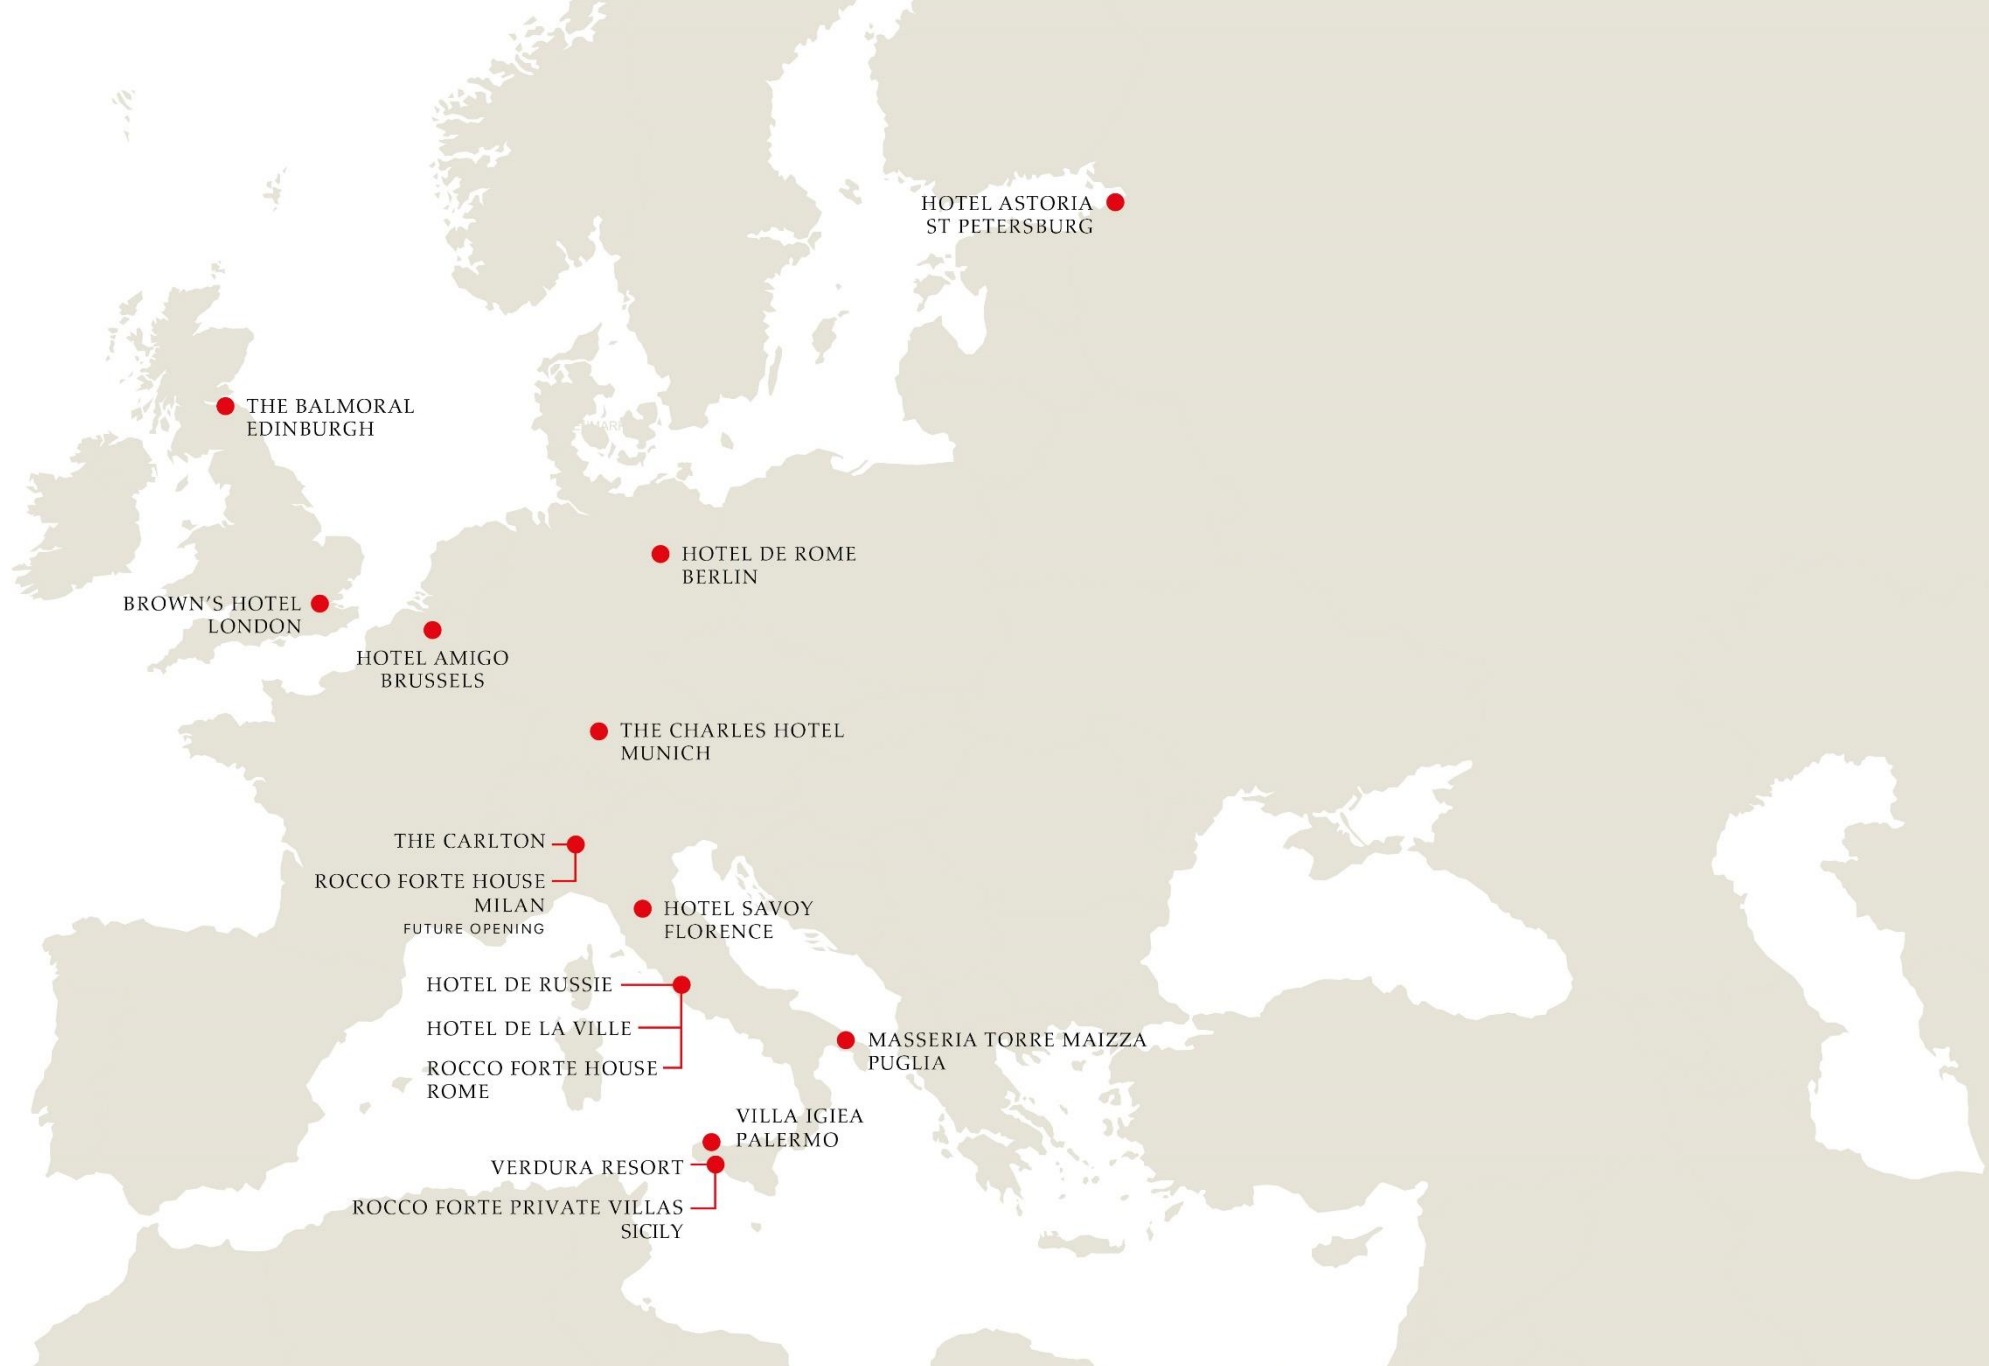 HOTEL ASTORIA
ST PETERSBURG
THE BALMORAL
EDINBURGH
HOTEL DE ROME
BERLIN
BROWN'S HOTEL
LONDON
HOTEL AMIGO
BRUSSELS
THE CHARLES HOTEL
MUNICH
THE CARLTON
ROCCO FORTE HOUSE
MILAN
FUTURE OPENING
HOTEL SAVOY
FLORENCE
HOTEL DE RUSSIE
HOTEL DE LA VILLE
ROCCO FORTE HOUSE
ROME
MASSERIA TORRE MAIZZA
PUGLIA
VILLA IGIEA
PALERMO
VERDURA RESORT
ROCCO FORTE PRIVATE VILLAS
SICILY